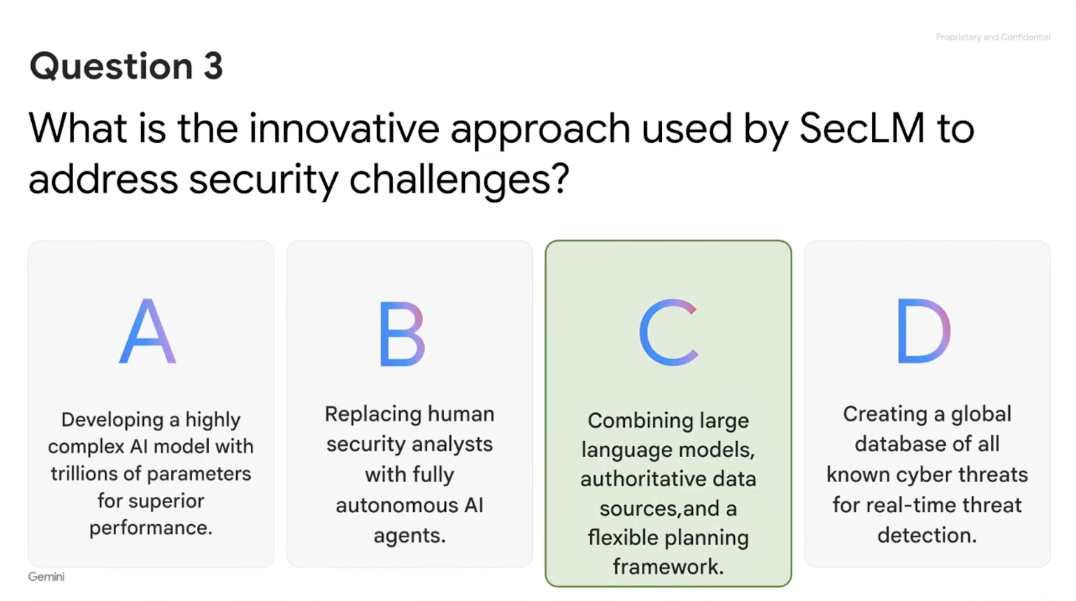 Proprietary and Confidential
Question 3
What is the innovative approach used by SecLM to
address security challenges?
A
Developing a highly
complex AI model with
trillions of parameters
for superior
performance.
B
Replacing human
security analysts
with fully
autonomous AI
agents.
C
Combining large
language models,
authoritative data
sources,and a
flexible planning
framework.
D
Creating a global
database of all
known cyber threats
for real-time threat
detection.
Gemini